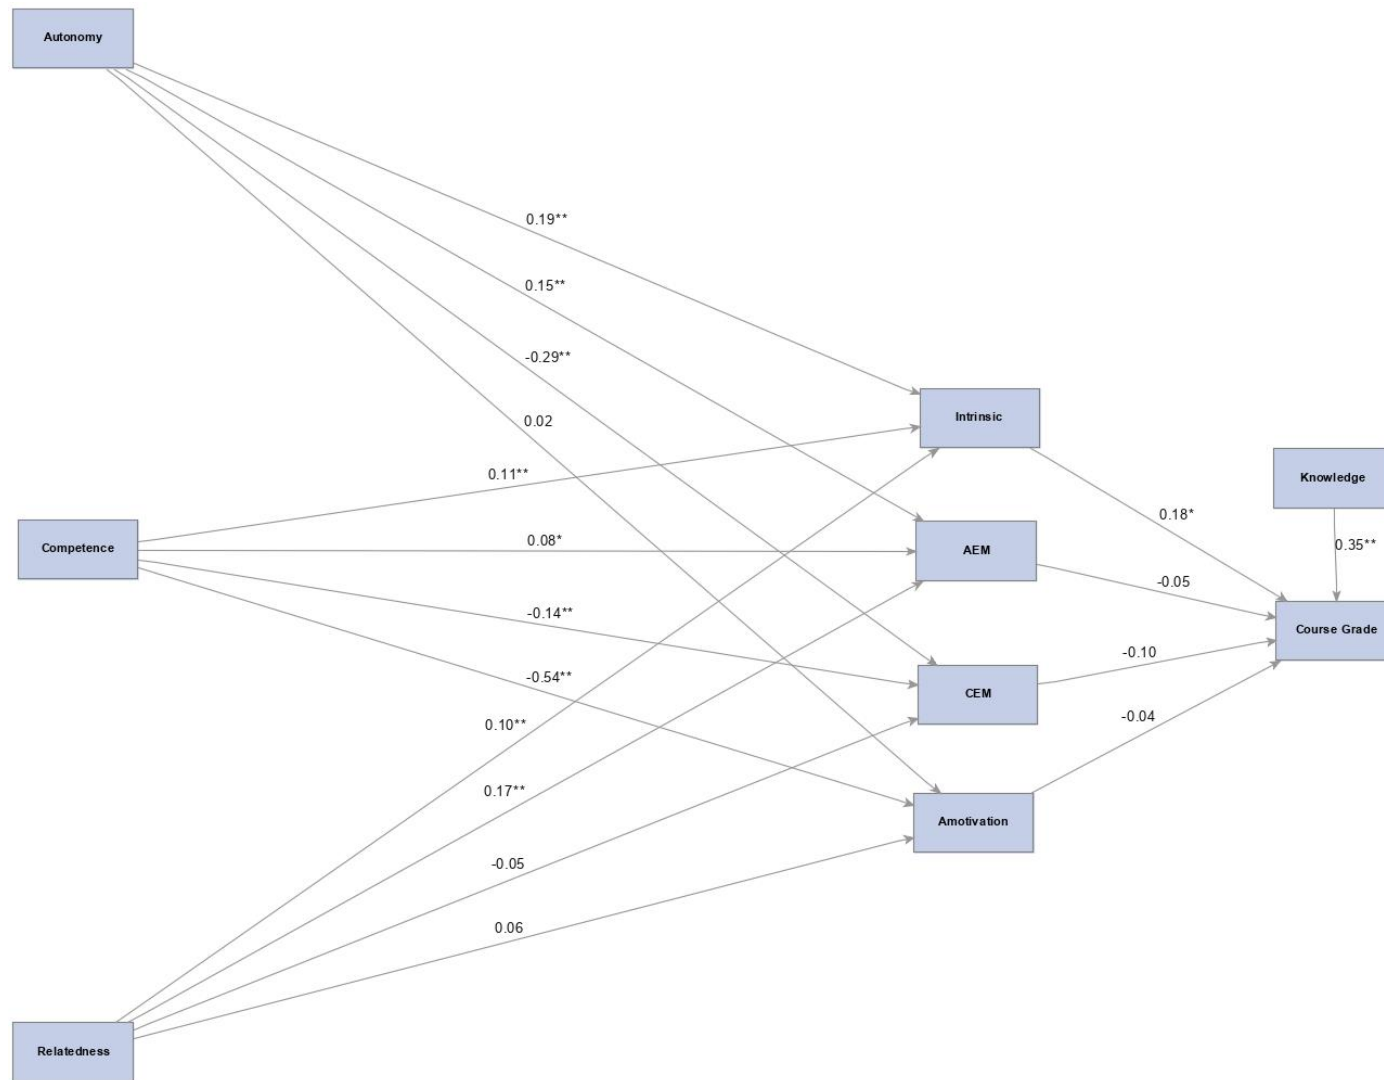 Autonomy
0.19**
0.15**
-0.29**
0.02
Intrinsic
0.11**
Knowledge
0.18*
Competence
0.08*
AEM
0.35**
-0.05
-0.14**
Course Grade
-0.10
-0.54**
CEM
0.10**
-0.04
0.17**
Amotivation
-0.05
0.06
Relatedness